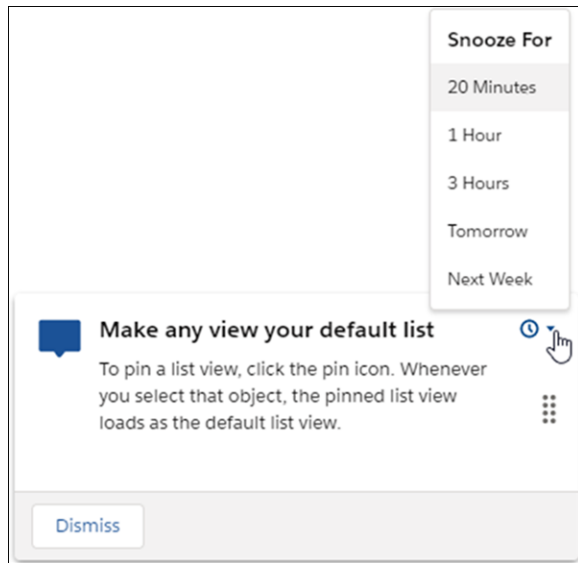 Snooze For
20 Minutes
1 Hour
3 Hours
Tomorrow
Next Week
Make any view your default list
To pin a list view, click the pin icon. Whenever
you select that object, the pinned list view
loads as the default list view.
Dismiss